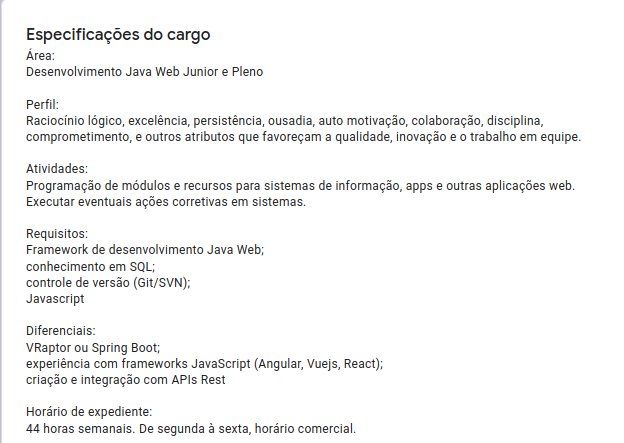 Especificações do cargo
Área:
Desenvolvimento Java Web Junior e Pleno
Perfil:
Raciocínio lógico, excelência, persistência, ousadia, auto motivação, colaboração, disciplina,
comprometimento, e outros atributos que favoreçam a qualidade, inovação e o trabalho em equipe.
Atividades:
Programação de módulos e recursos para sistemas de informação, apps e outras aplicações web.
Executar eventuais ações corretivas em sistemas.
Requisitos:
Framework de desenvolvimento Java Web;
conhecimento em SQL;
controle de versão (Git/SVN);
Javascript
Diferenciais:
VRaptor ou Spring Boot;
experiência com frameworks JavaScript (Angular, Vuejs, React);
criação e integração com APIs Rest
Horário de expediente:
44 horas semanais. De segunda à sexta, horário comercial.